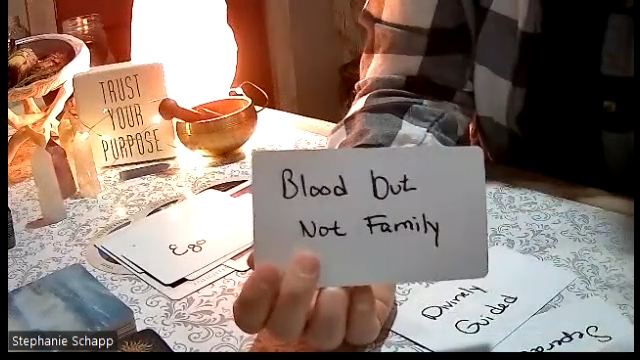 TRUST
YOUR
PURPOSE
Blood but
Not Family
Divinely
Guided
Stephanie Schapp